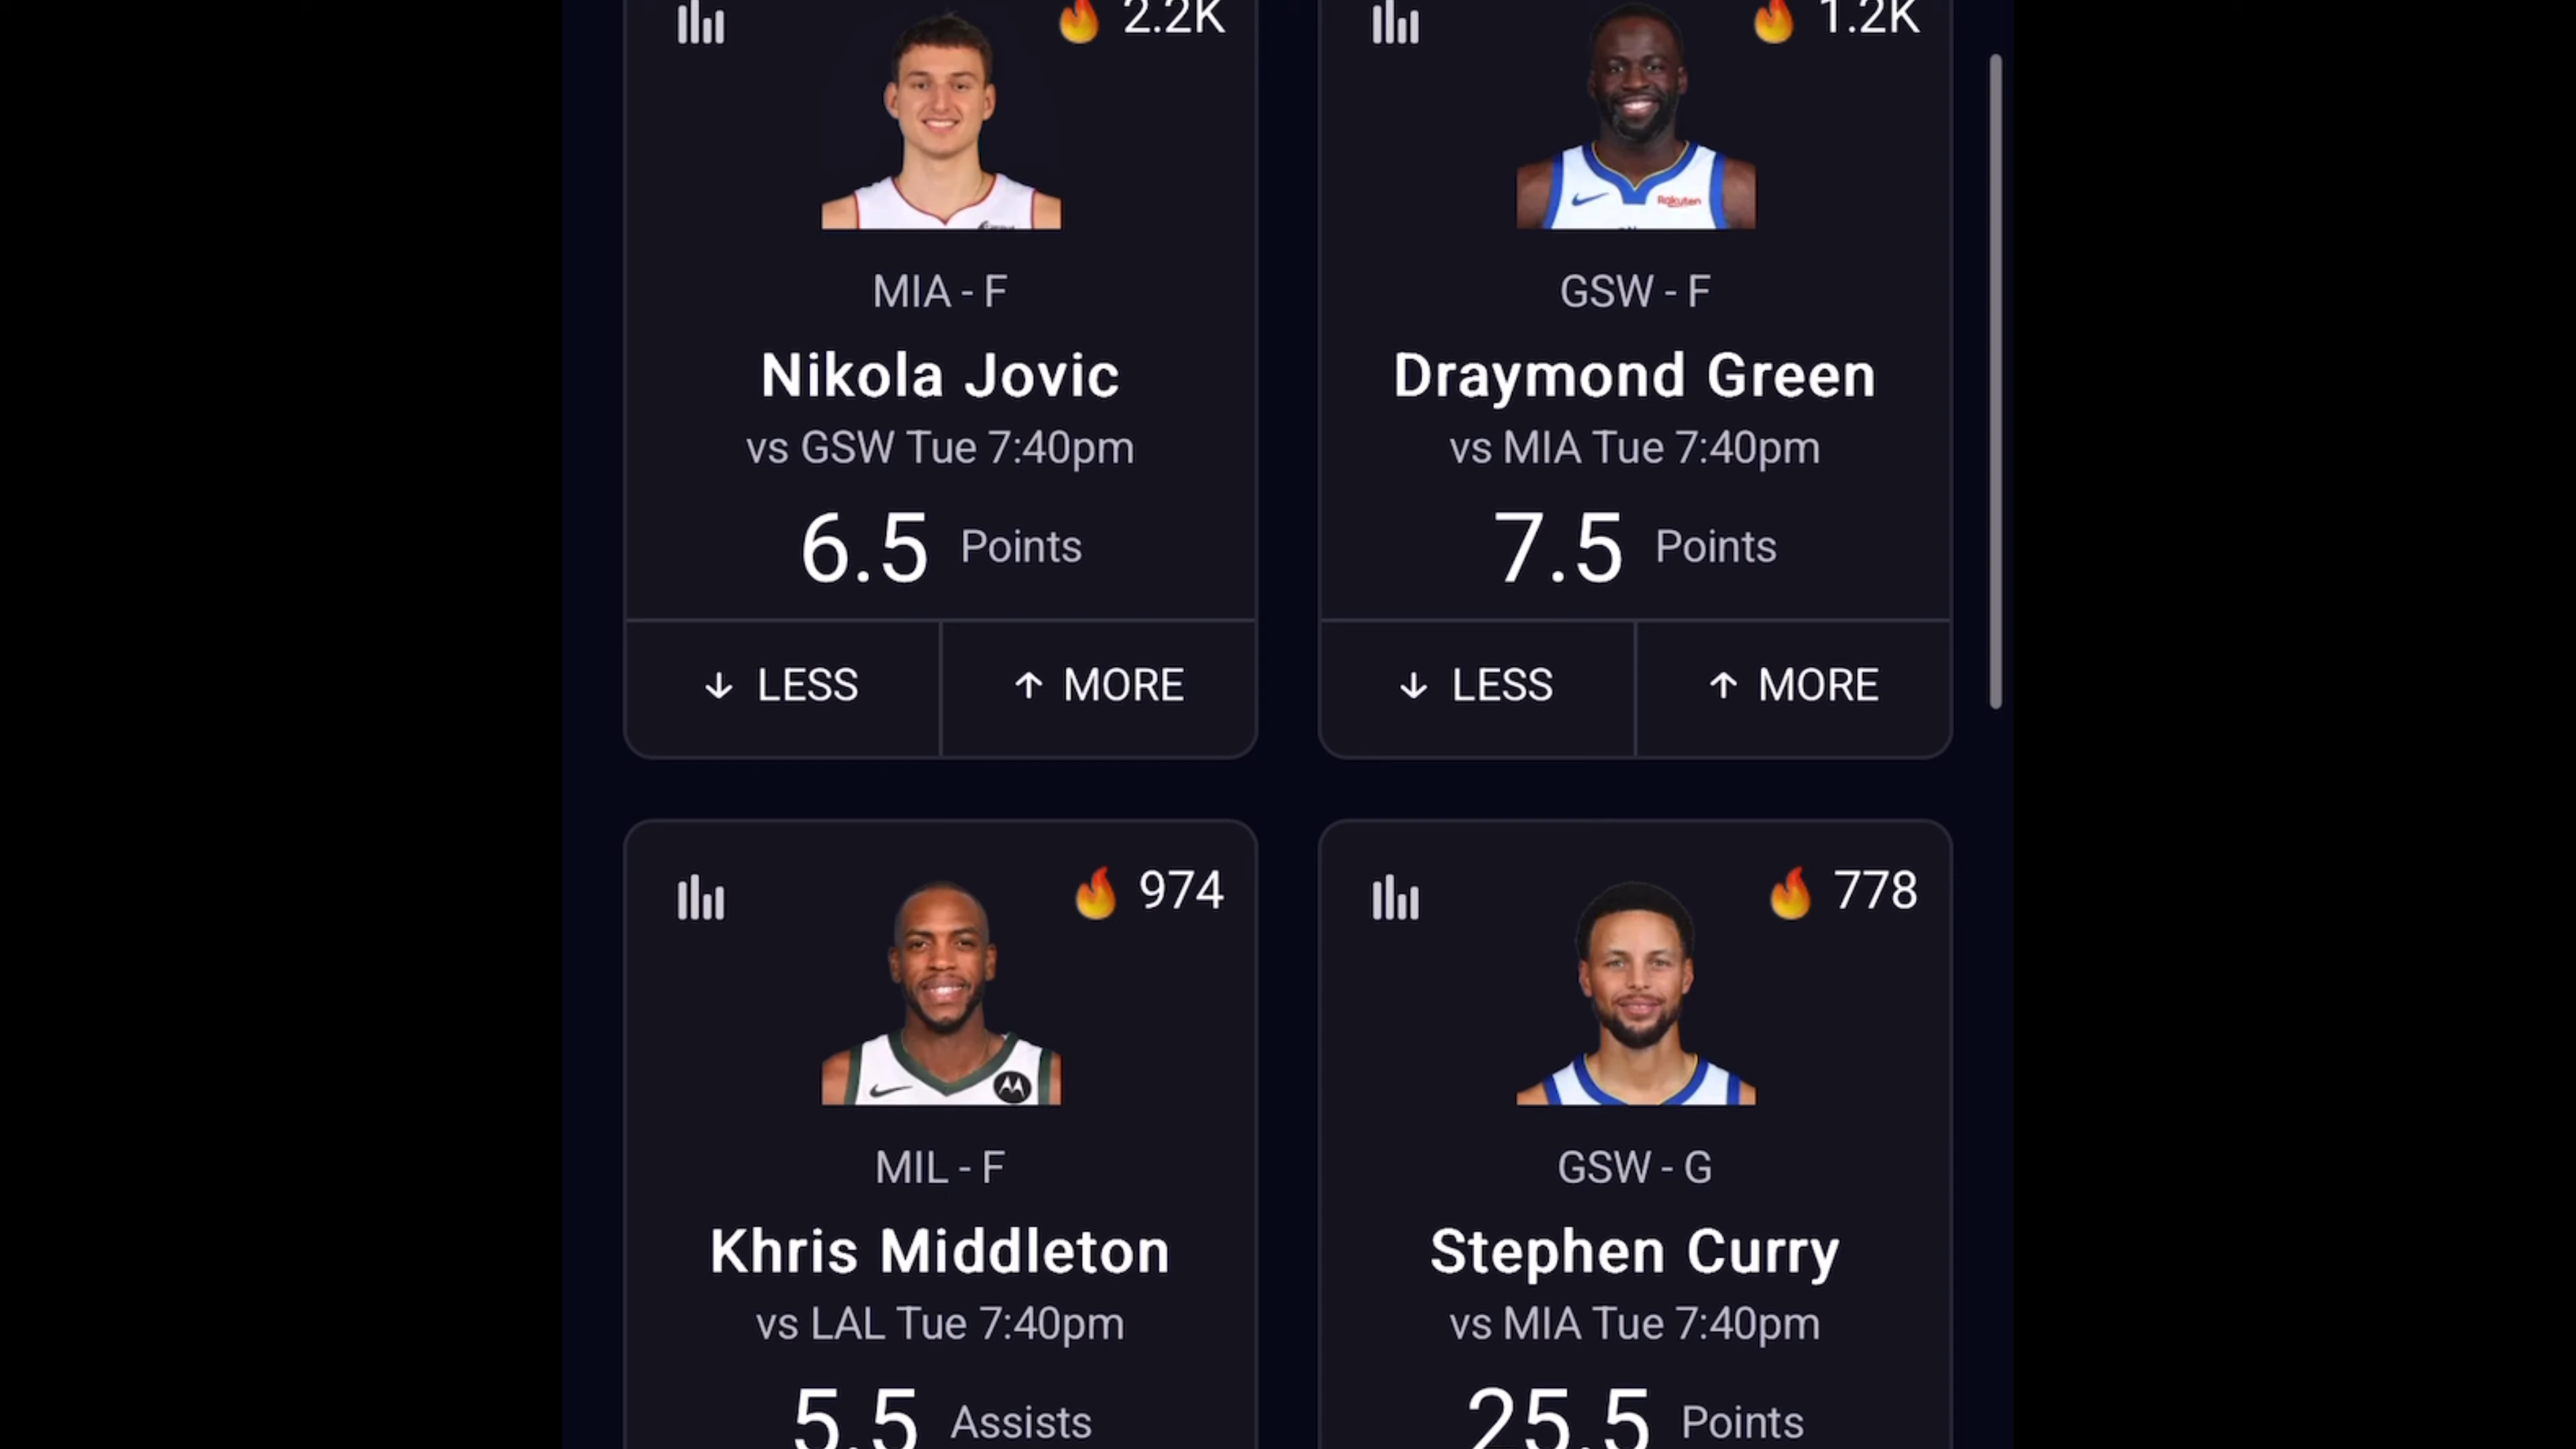 2.2K
1.2K
Rakuten
MIA - F
GSW - F
Nikola Jovic
Draymond Green
vs GSW Tue 7:40pm
vs MIA Tue 7:40pm
6.5 Points
7.5 Points
↓ LESS
↑ MORE
↓ LESS
↑ MORE
974
778
MIL - F
GSW - G
Khris Middleton
Stephen Curry
vs LAL Tue 7:40pm
vs MIA Tue 7:40pm
5.5 Assists
25.5 Points